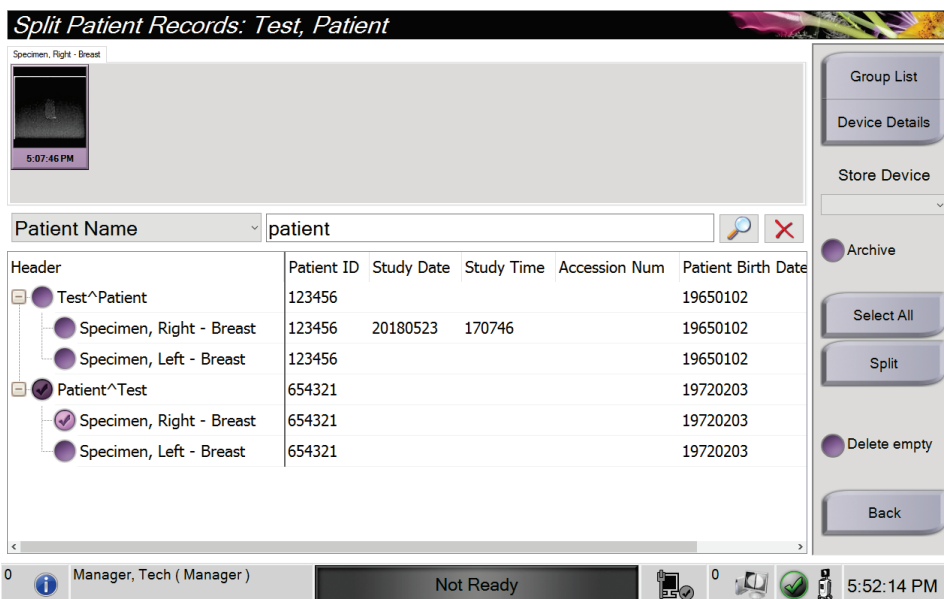 Split Patient Records: Test, Patient
Specimen, Right - Breast
5:07:46 PM
Group List
Device Details
Store Device
Archive
Select All
Split
Delete empty
Back
Patient Name patient
Header Patient ID Study Date Study Time Accession Num Patient Birth Date
Test^Patient 123456 19650102
Specimen, Right - Breast 123456 20180523 170746 19650102
Specimen, Left - Breast 123456 19650102
Patient^Test 654321 19720203
Specimen, Right - Breast 654321 19720203
Specimen, Left - Breast 654321 19720203
0 Manager, Tech ( Manager ) Not Ready 0 5:52:14 PM